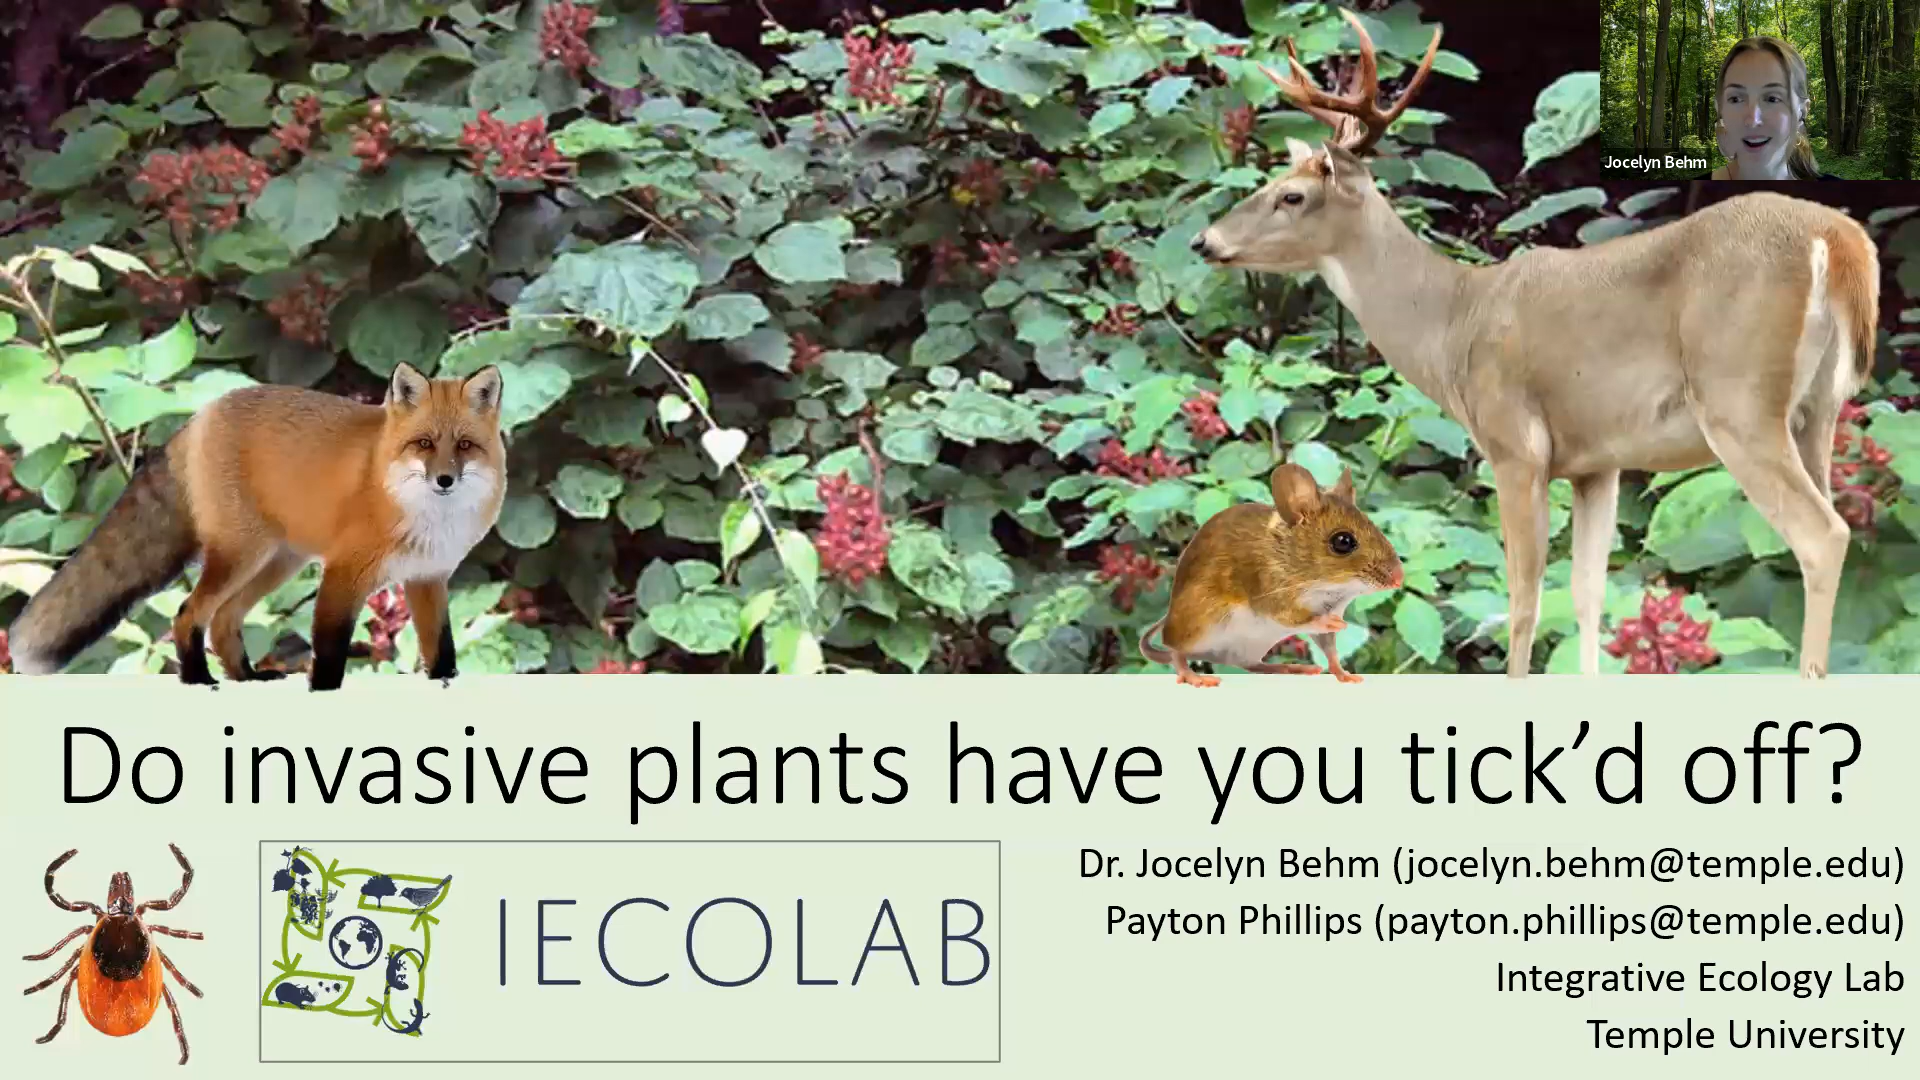 Jocelyn Behm
Do invasive plants have you tick’d off?
IECOLAB
Dr. Jocelyn Behm (jocelyn.behm@temple.edu)
Payton Phillips (payton.phillips@temple.edu)
Integrative Ecology Lab
Temple University